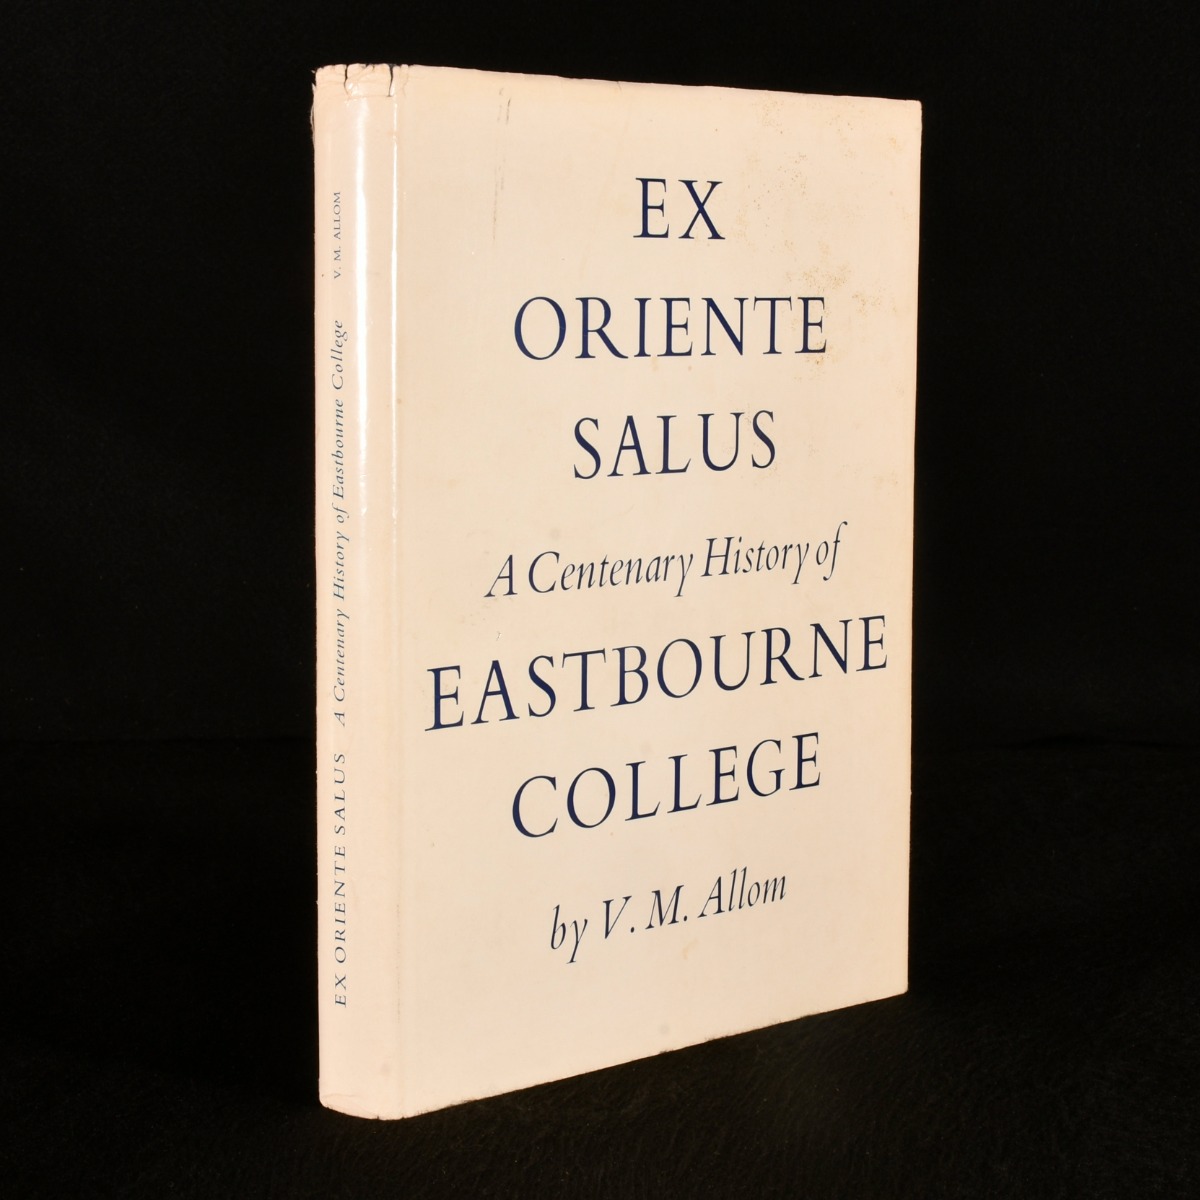 EX ORIENTE SALUS A Centenary History of Eastbourne College V. M. ALLOM
EX
ORIENTE
SALUS
A Centenary History of
EASTBOURNE
COLLEGE
by V. M. Allom